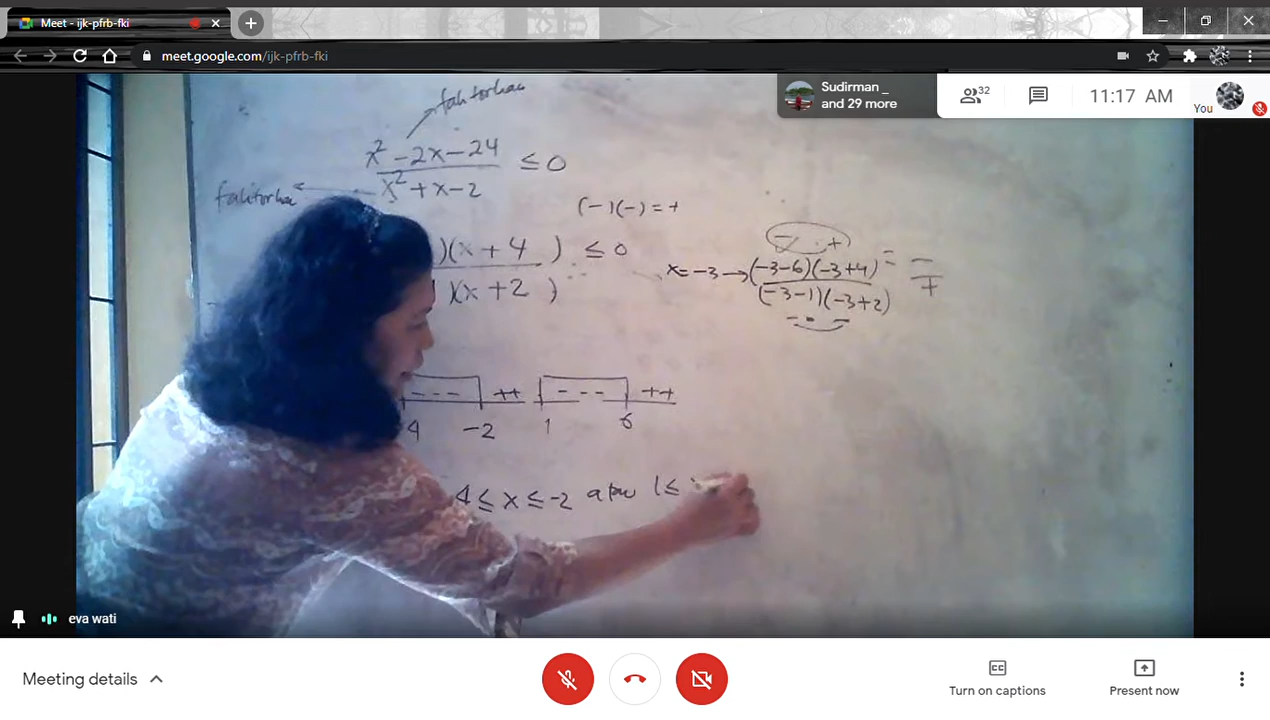 Meet - ijk-pfrb-fki
meet.google.com/ijk-pfrb-fki
Sudirman _
and 29 more
32
11:17 AM
You
faktorkan
x² - 2x - 24 ≤ 0
x² + x - 2
(-)(-) = +
)(x + 4) ≤ 0
)(x + 2)
- . +
x = -3 → (-3-6)(-3+4) = -
(-3-1)(-3+2) +
- . -
- - - ++ - - - ++
4 -2 1 6
4 ≤ x ≤ -2 atau 1 ≤
eva wati
Meeting details
Turn on captions
Present now